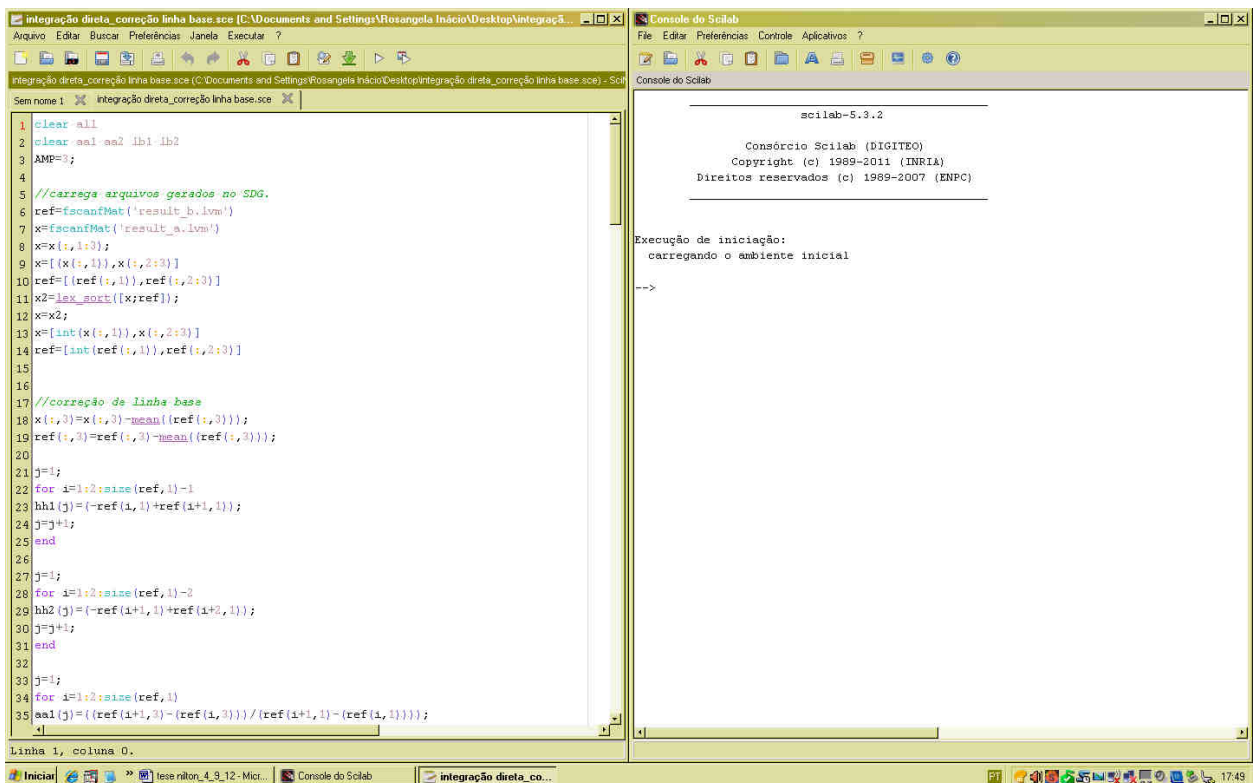 integração direta_correção linha base.sce (C:\Documents and Settings\Rosangela Inácio\Desktop\integraçã...
Arquivo Editar Buscar Preferências Janela Executar ?
integração direta_correção linha base.sce (C:\Documents and Settings\Rosangela Inácio\Desktop\integração direta_correção linha base.sce) - Sci
Sem nome 1 integração direta_correção linha base.sce
1 clear all
2 clear aa1 aa2 lb1 lb2
3 AMP=3;
4
5 //carrega arquivos gerados no SDG.
6 ref=fscanfMat('result_b.lvm')
7 x=fscanfMat('result_a.lvm')
8 x=x(:,1:3);
9 x=[(x(:,1)),x(:,2:3)]
10 ref=[(ref(:,1)),ref(:,2:3)]
11 x2=lex_sort([x;ref]);
12 x=x2;
13 x=[int(x(:,1)),x(:,2:3)]
14 ref=[int(ref(:,1)),ref(:,2:3)]
15
16
17 //correção de linha base
18 x(:,3)=x(:,3)-mean((ref(:,3)));
19 ref(:,3)=ref(:,3)-mean((ref(:,3)));
20
21 j=1;
22 for i=1:2:size(ref,1)-1
23 hh1(j)=(-ref(i,1)+ref(i+1,1));
24 j=j+1;
25 end
26
27 j=1;
28 for i=1:2:size(ref,1)-2
29 hh2(j)=(-ref(i+1,1)+ref(i+2,1));
30 j=j+1;
31 end
32
33 j=1;
34 for i=1:2:size(ref,1)
35 aa1(j)=((ref(i+1,3)-(ref(i,3)))/(ref(i+1,1)-(ref(i,1))));
Linha 1, coluna 0.
Console do Scilab
File Editar Preferências Controle Aplicativos ?
Console do Scilab
scilab-5.3.2
Consórcio Scilab (DIGITEO)
Copyright (c) 1989-2011 (INRIA)
Direitos reservados (c) 1989-2007 (ENPC)
Execução de iniciação:
carregando o ambiente inicial
-->
Iniciar » tese nilton_4_9_12 - Micr... Console do Scilab integração direta_co... PT 17:49